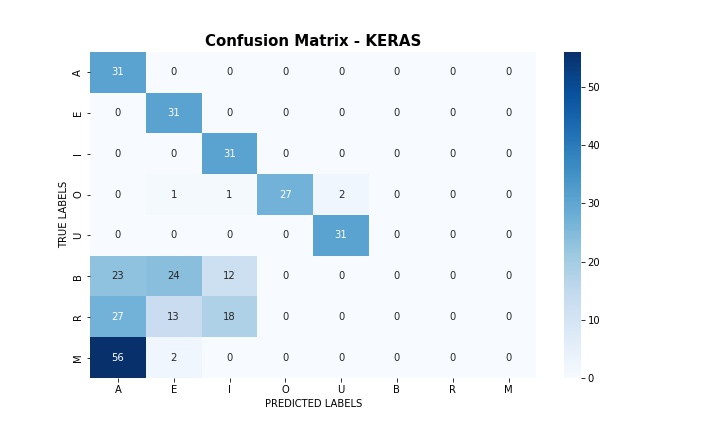 Confusion Matrix - KERAS
A 31 0 0 0 0 0 0 0
E 0 31 0 0 0 0 0 0
I 0 0 31 0 0 0 0 0
O 0 1 1 27 2 0 0 0
U 0 0 0 0 31 0 0 0
B 23 24 12 0 0 0 0 0
R 27 13 18 0 0 0 0 0
M 56 2 0 0 0 0 0 0
A E I O U B R M
TRUE LABELS
PREDICTED LABELS
50
40
30
20
10
0